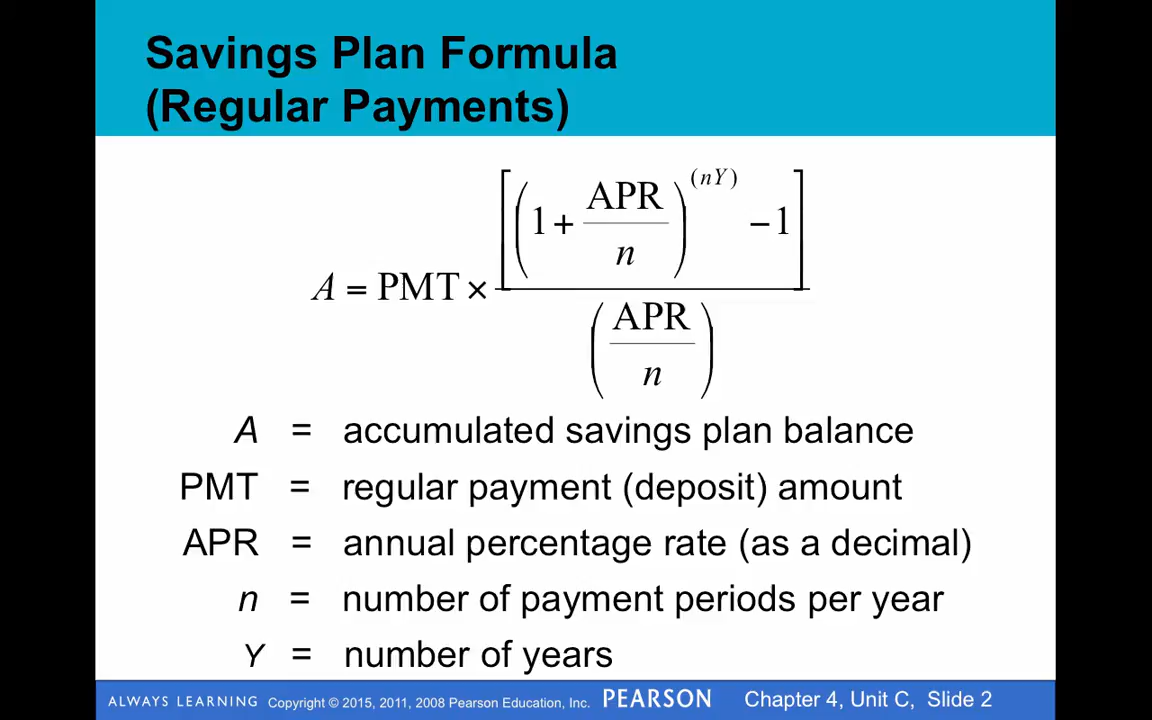 Savings Plan Formula
(Regular Payments)
A = PMT × [(1 + APR/n)^(nY) − 1] / (APR/n)
A = accumulated savings plan balance
PMT = regular payment (deposit) amount
APR = annual percentage rate (as a decimal)
n = number of payment periods per year
Y = number of years
ALWAYS LEARNING Copyright © 2015, 2011, 2008 Pearson Education, Inc. PEARSON Chapter 4, Unit C, Slide 2